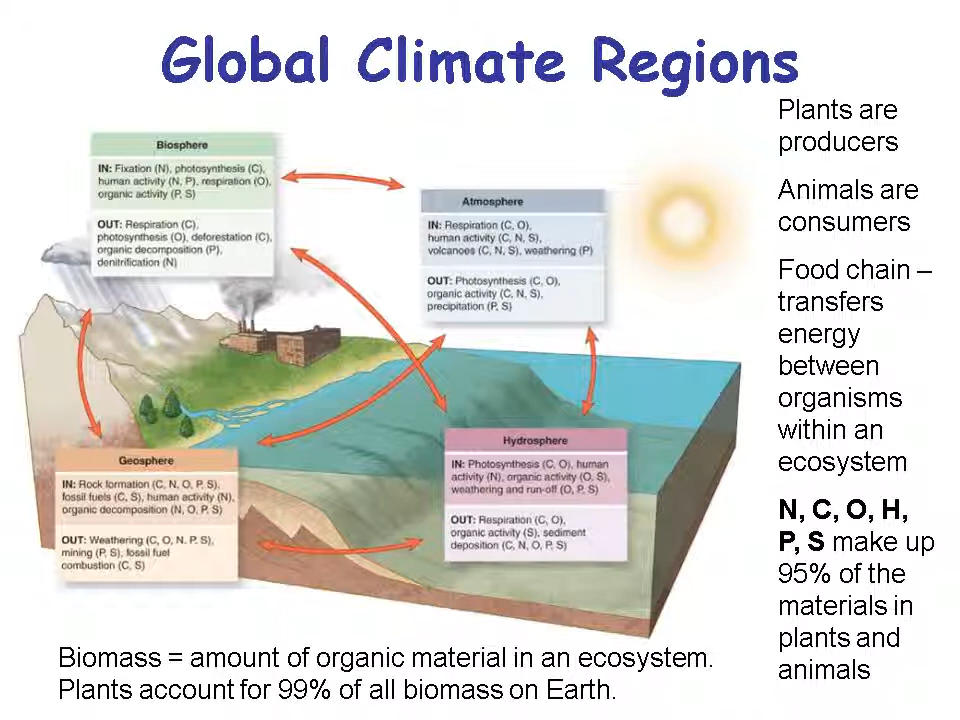 Global Climate Regions
Biosphere
IN: Fixation (N), photosynthesis (C),
human activity (N, P), respiration (O),
organic activity (P, S)
OUT: Respiration (C),
photosynthesis (O), deforestation (C),
organic decomposition (P),
denitrification (N)
Atmosphere
IN: Respiration (C, O),
human activity (C, N, S),
volcanoes (C, N, S), weathering (P)
OUT: Photosynthesis (C, O),
organic activity (C, N, S),
precipitation (P, S)
Geosphere
IN: Rock formation (C, N, O, P, S),
fossil fuels (C, S), human activity (N),
organic decomposition (N, O, P, S)
OUT: Weathering (C, O, N. P, S),
mining (P, S), fossil fuel
combustion (C, S)
Hydrosphere
IN: Photosynthesis (C, O), human
activity (N), organic activity (O, S),
weathering and run-off (O, P, S)
OUT: Respiration (C, O),
organic activity (S), sediment
deposition (C, N, O, P, S)
Plants are
producers
Animals are
consumers
Food chain –
transfers
energy
between
organisms
within an
ecosystem
N, C, O, H,
P, S make up
95% of the
materials in
plants and
animals
Biomass = amount of organic material in an ecosystem.
Plants account for 99% of all biomass on Earth.